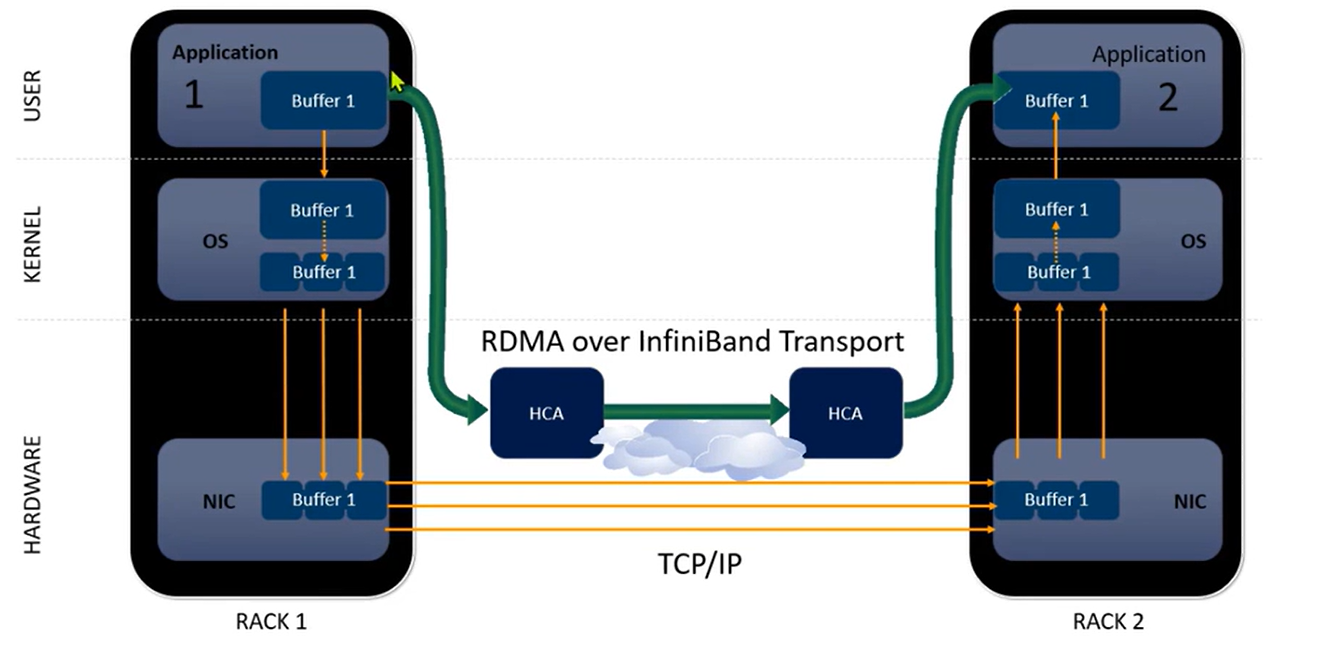 USER
KERNEL
HARDWARE
Application
1
Buffer 1
OS
Buffer 1
Buffer 1
NIC
Buffer 1
RACK 1
RDMA over InfiniBand Transport
HCA
HCA
TCP/IP
Application
2
Buffer 1
Buffer 1
OS
Buffer 1
Buffer 1
NIC
RACK 2